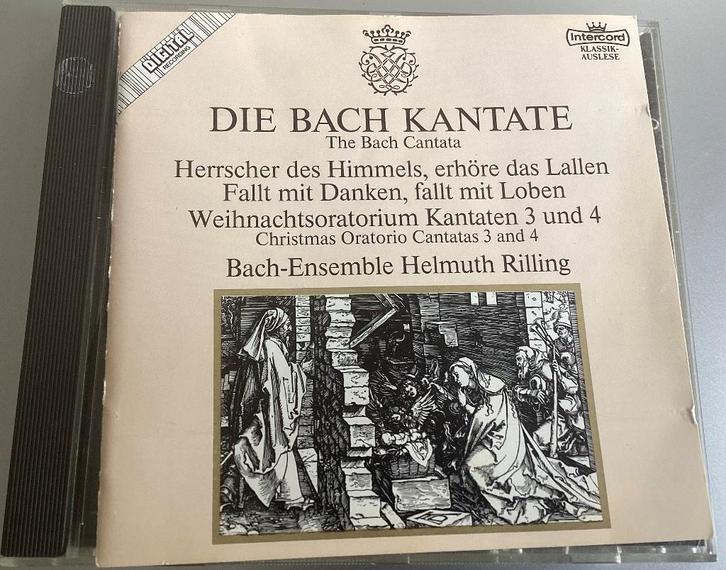 DIGITAL
RECORDING
Intercord
KLASSIK-
AUSLESE
DIE BACH KANTATE
The Bach Cantata
Herrscher des Himmels, erhöre das Lallen
Fallt mit Danken, fallt mit Loben
Weihnachtsoratorium Kantaten 3 und 4
Christmas Oratorio Cantatas 3 and 4
Bach-Ensemble Helmuth Rilling